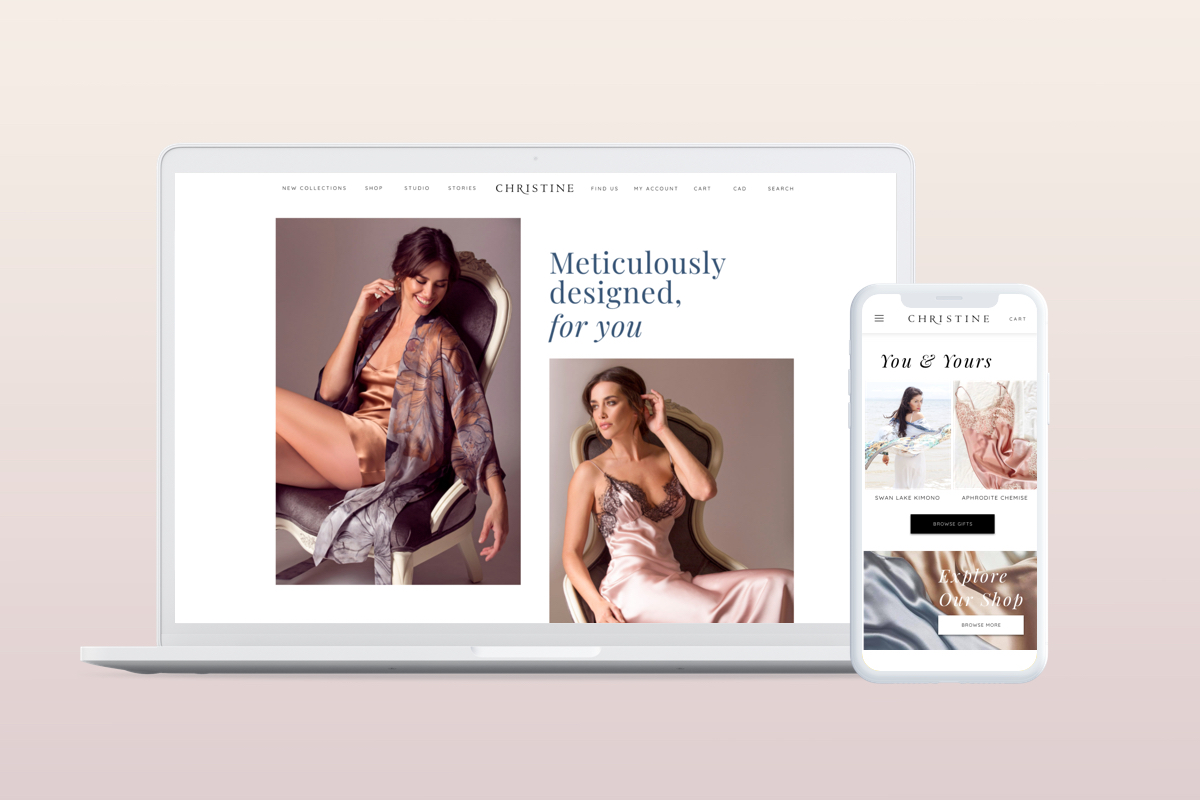 NEW COLLECTIONS SHOP STUDIO STORIES CHRISTINE FIND US MY ACCOUNT CART CAD SEARCH
Meticulously
designed,
for you
CHRISTINE CART
You & Yours
SWAN LAKE KIMONO APHRODITE CHEMISE
BROWSE GIFTS
Explore
Our Shop
BROWSE MORE